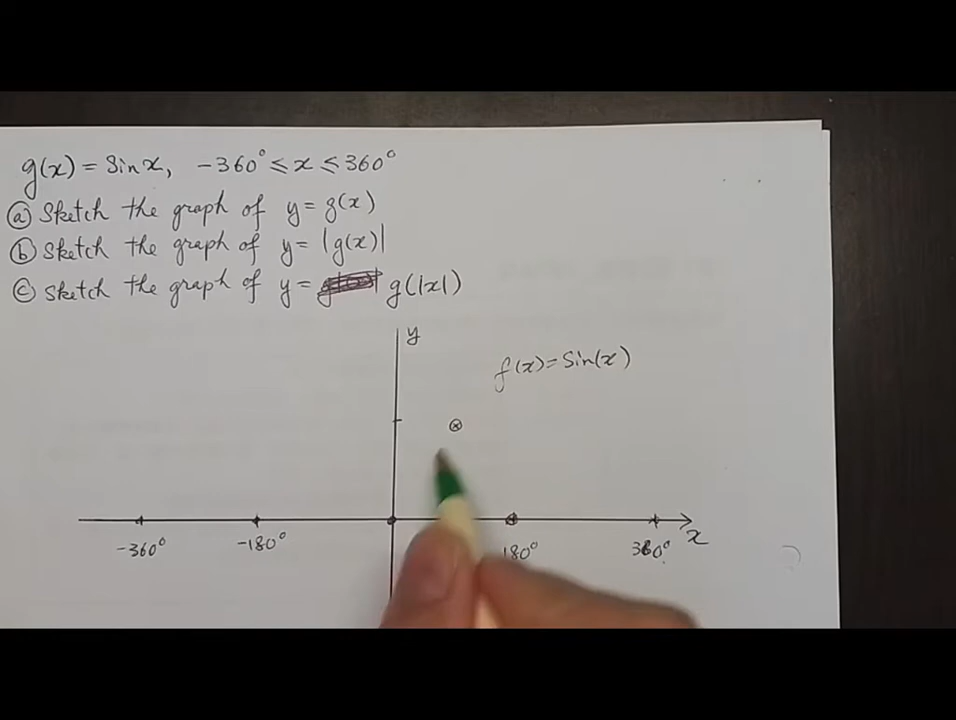 g(x) = Sin x, -360° ≤ x ≤ 360°
ⓐ Sketch the graph of y = g(x)
ⓑ Sketch the graph of y = |g(x)|
ⓒ Sketch the graph of y = g(|x|)
y
f(x) = Sin(x)
-360° -180° 180° 360° x